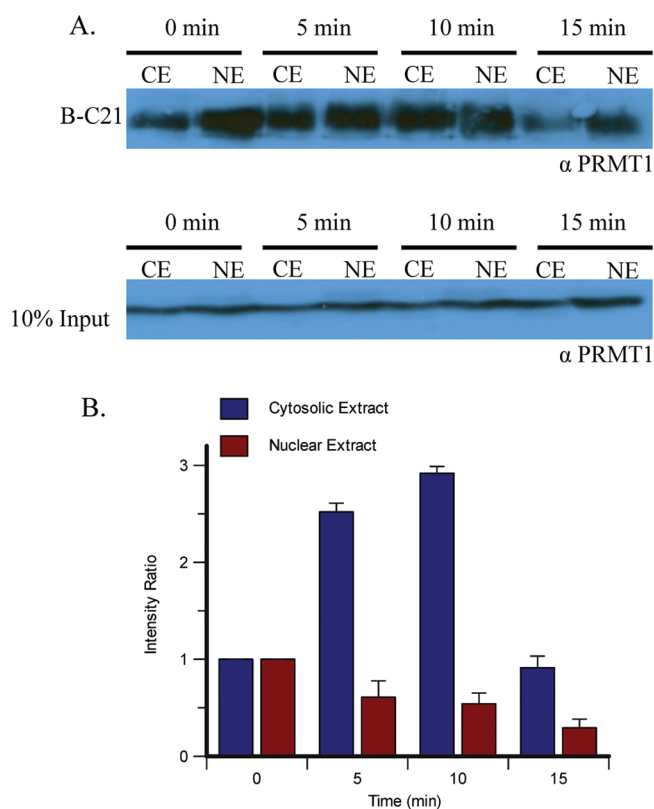 A.
0 min 5 min 10 min 15 min
CE NE CE NE CE NE CE NE
B-C21
α PRMT1
0 min 5 min 10 min 15 min
CE NE CE NE CE NE CE NE
10% Input
α PRMT1
B.
Cytosolic Extract
Nuclear Extract
3
2
1
0
Intensity Ratio
0 5 10 15
Time (min)